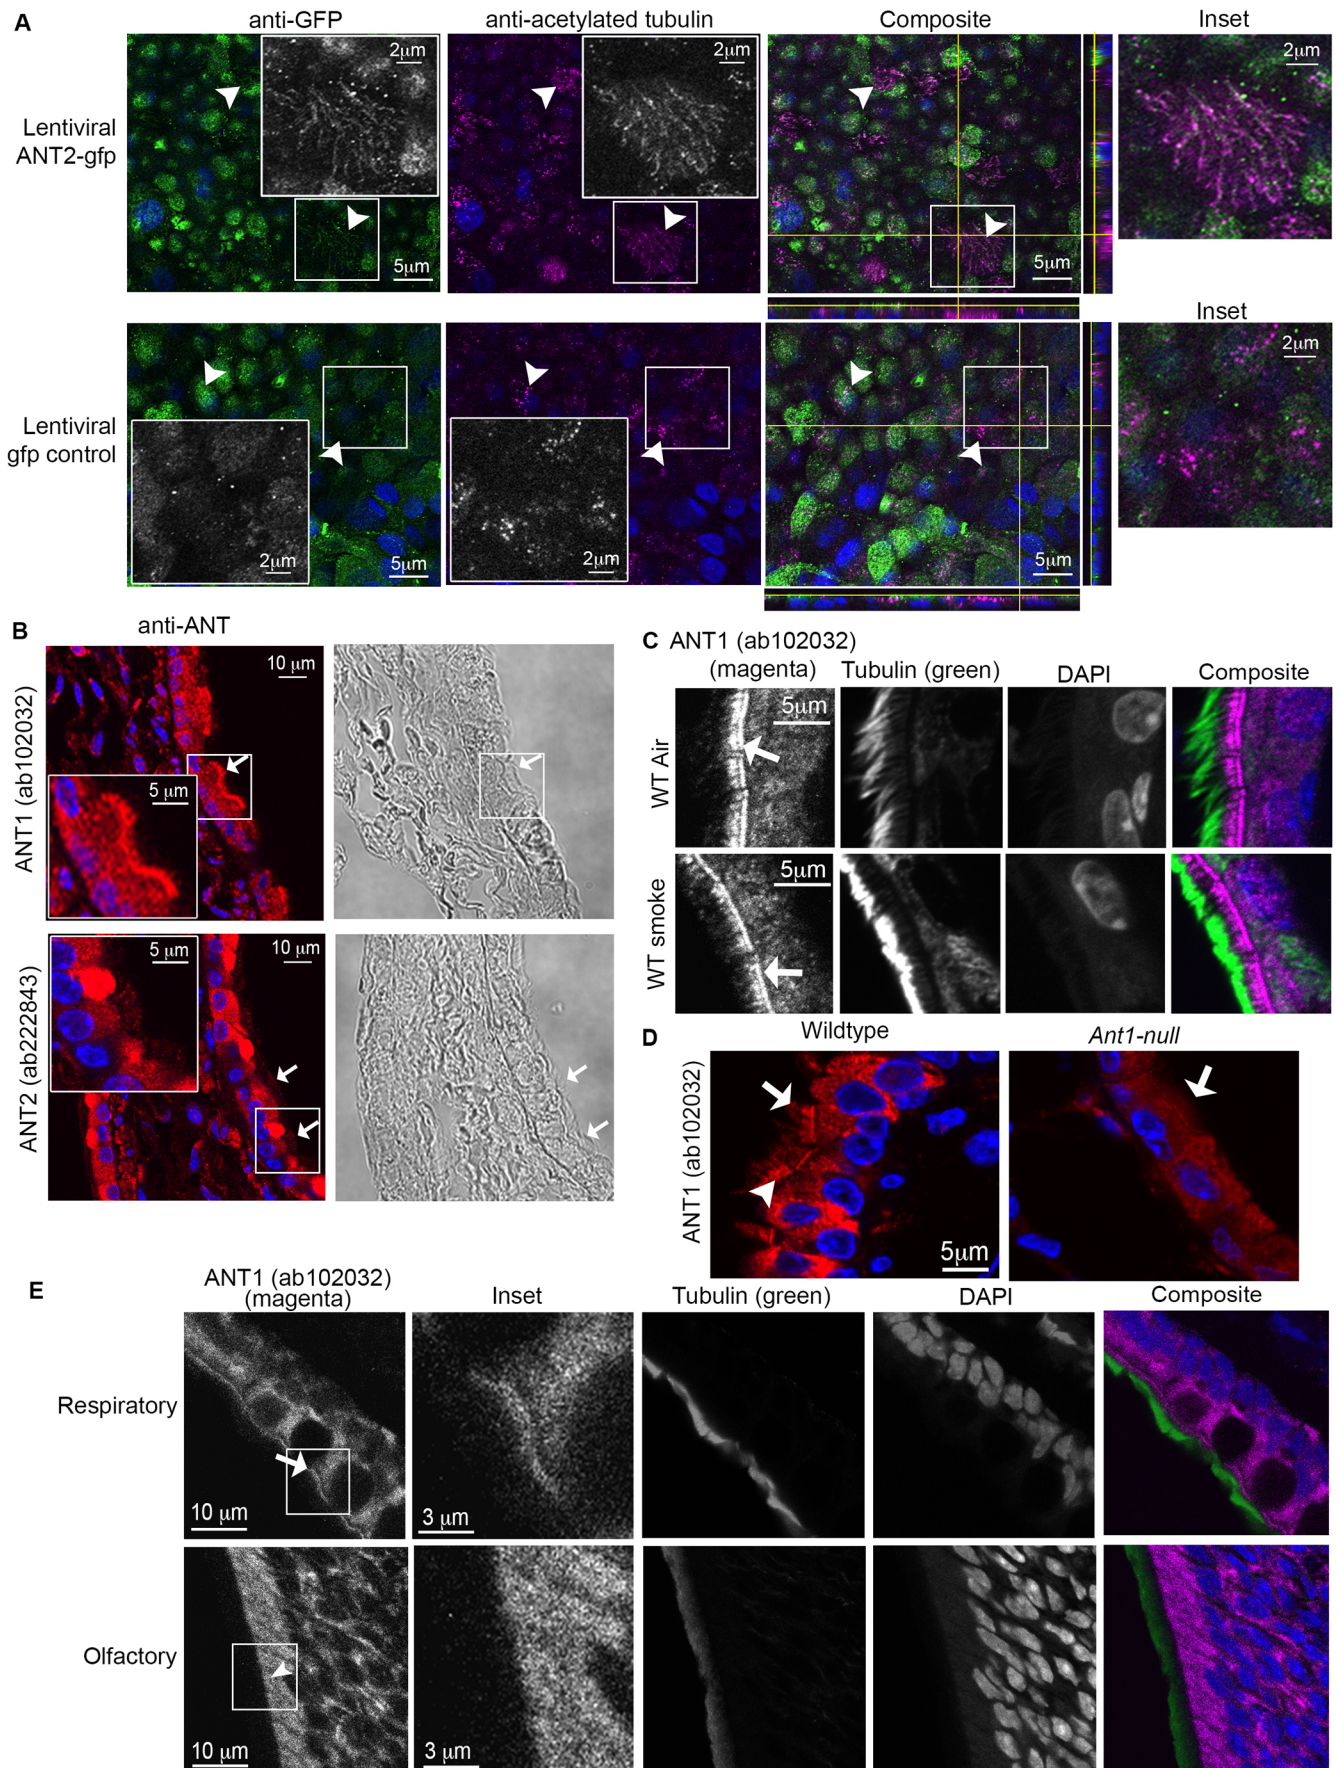 A
anti-GFP
anti-acetylated tubulin
Composite
Inset
Lentiviral
ANT2-gfp
2μm
5μm
2μm
5μm
5μm
2μm
Inset
Lentiviral
gfp control
2μm
5μm
2μm
5μm
5μm
2μm
B
anti-ANT
ANT1 (ab102032)
10 μm
5 μm
ANT2 (ab222843)
5 μm
10 μm
C
ANT1 (ab102032)
(magenta)
Tubulin (green)
DAPI
Composite
WT Air
5μm
WT smoke
5μm
D
Wildtype
Ant1-null
ANT1 (ab102032)
5μm
E
ANT1 (ab102032)
(magenta)
Inset
Tubulin (green)
DAPI
Composite
Respiratory
10 μm
3 μm
Olfactory
10 μm
3 μm